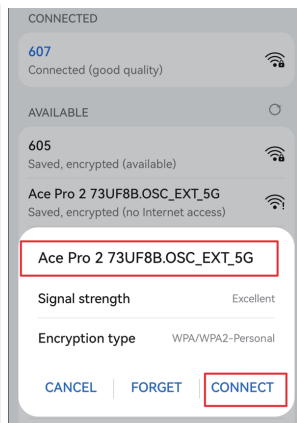 CONNECTED
607
Connected (good quality)
AVAILABLE
605
Saved, encrypted (available)
Ace Pro 2 73UF8B.OSC_EXT_5G
Saved, encrypted (no Internet access)
Ace Pro 2 73UF8B.OSC_EXT_5G
Signal strength Excellent
Encryption type WPA/WPA2-Personal
CANCEL FORGET CONNECT